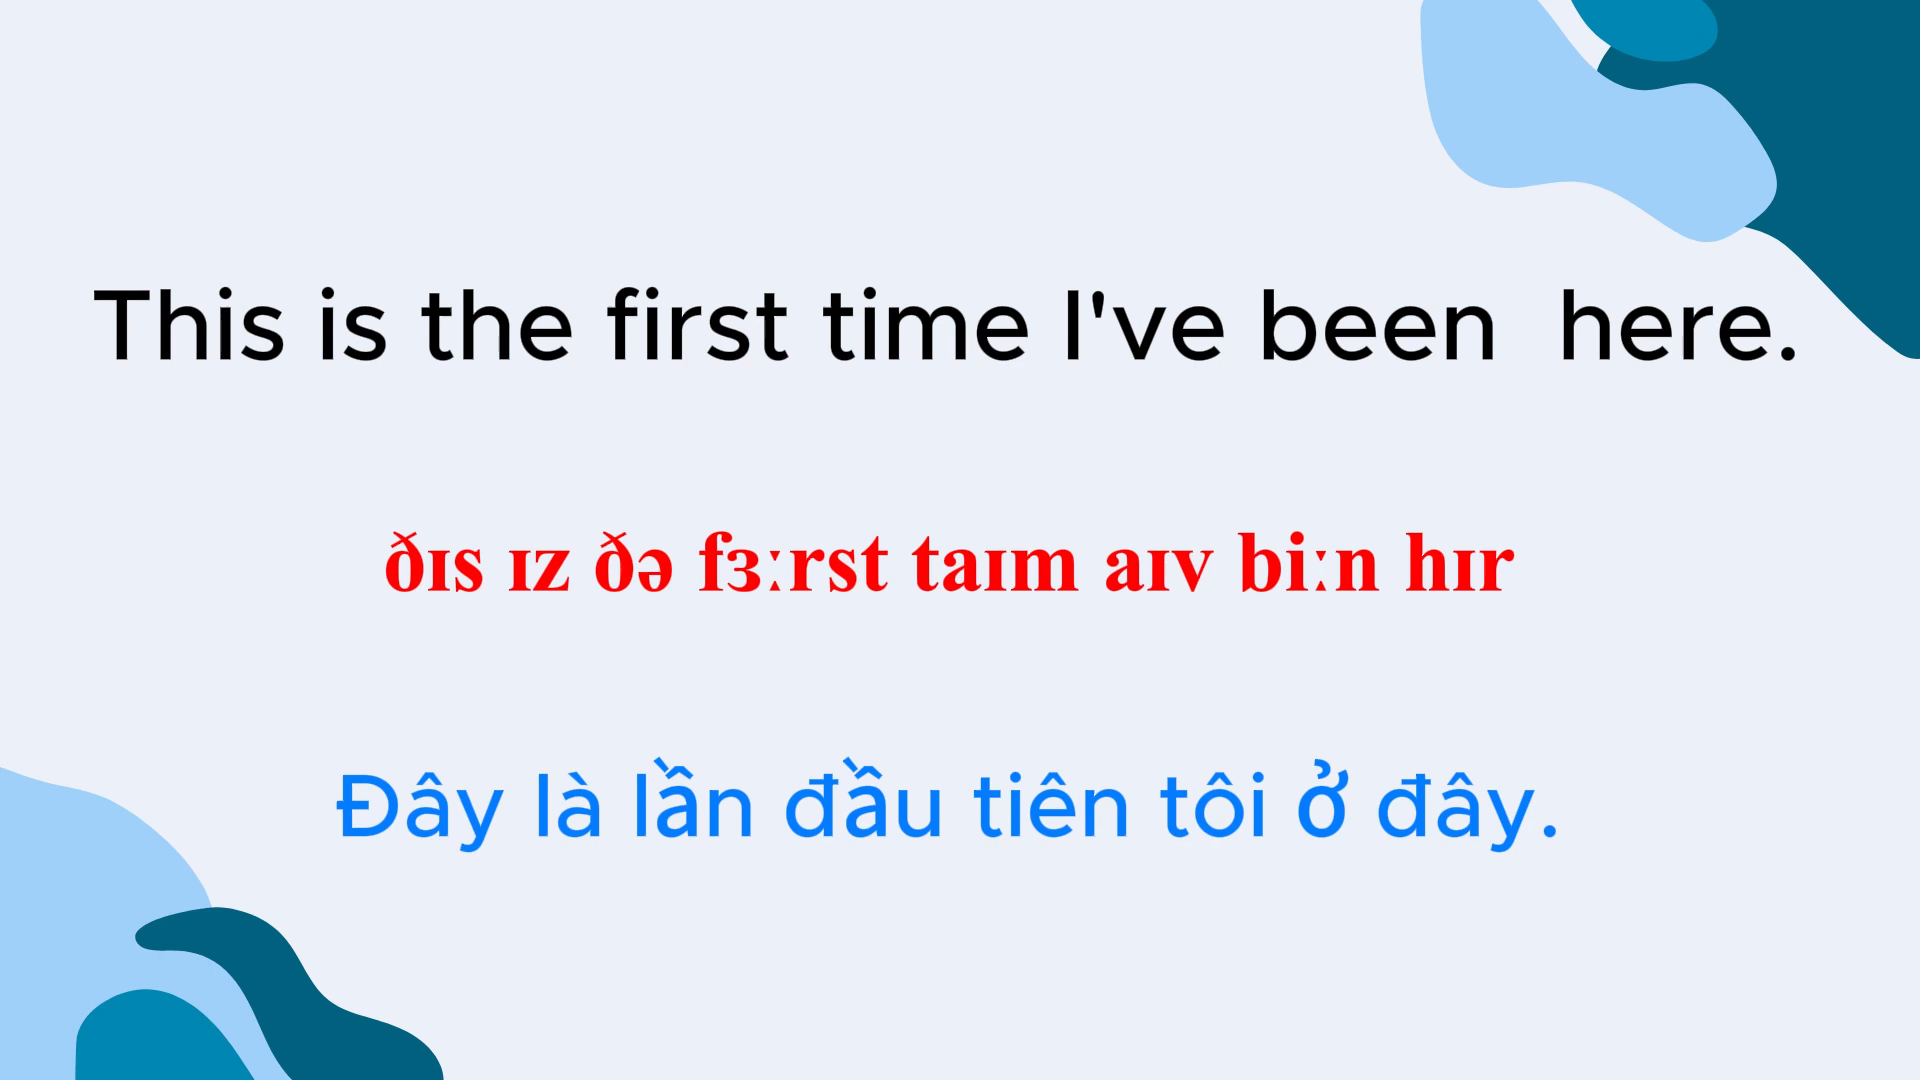 This is the first time I've been  here.
ðɪs ɪz ðə fɜːrst taɪm aɪv biːn hɪr
Đây là lần đầu tiên tôi ở đây.